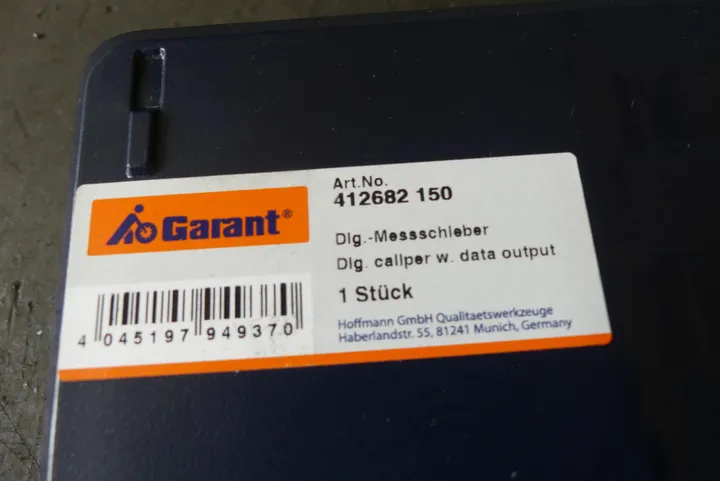 Garant®
4 045197 949370
Art.No.
412682 150
Dig.-Messschieber
Dig. caliper w. data output
1 Stück
Hoffmann GmbH Qualitaetswerkzeuge
Haberlandstr. 55, 81241 Munich, Germany